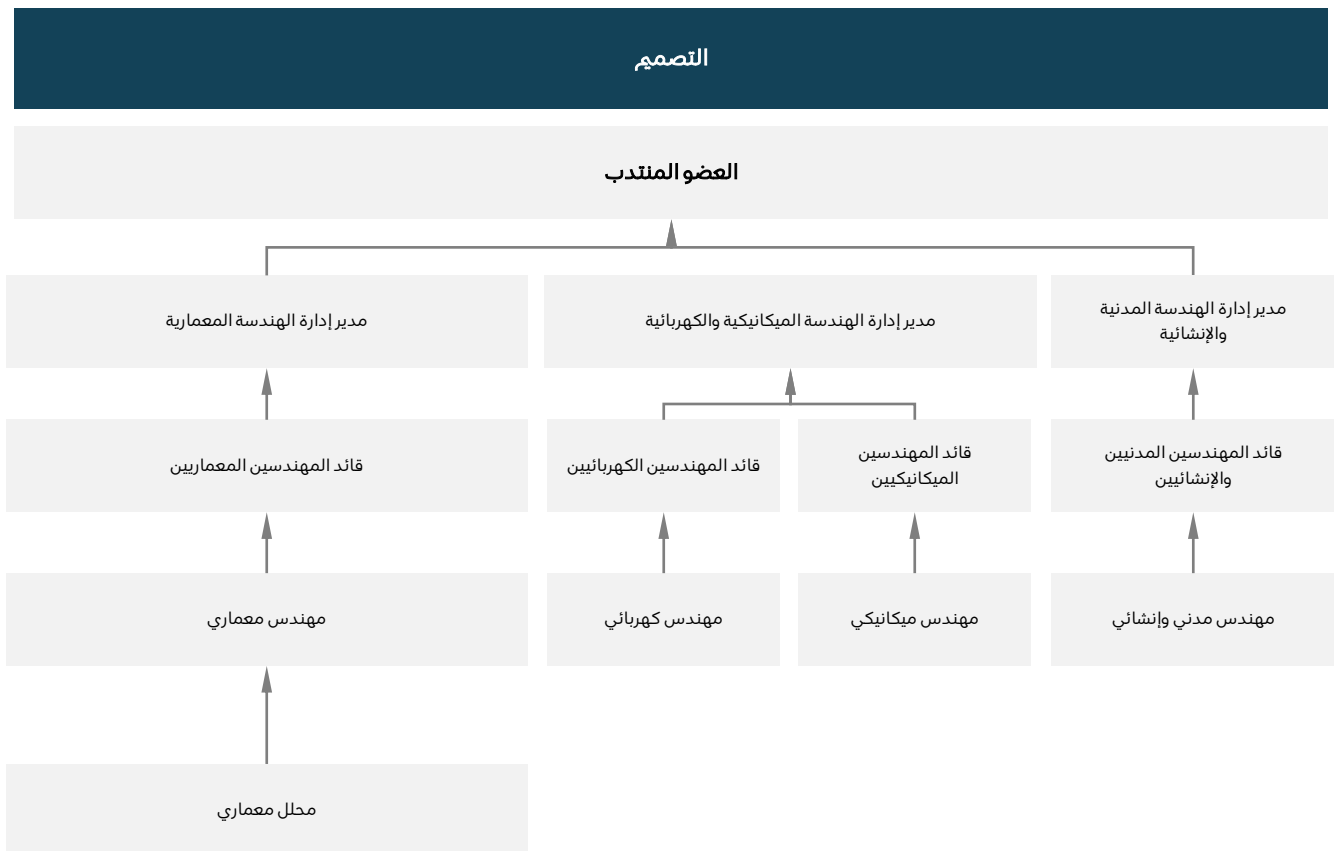 التصميم
العضو المنتدب
مدير إدارة الهندسة المدنية
والإنشائية
مدير إدارة الهندسة الميكانيكية والكهربائية
مدير إدارة الهندسة المعمارية
قائد المهندسين المدنيين
والإنشائيين
قائد المهندسين
الميكانيكيين
قائد المهندسين الكهربائيين
قائد المهندسين المعماريين
مهندس مدني وإنشائي
مهندس ميكانيكي
مهندس كهربائي
مهندس معماري
محلل معماري